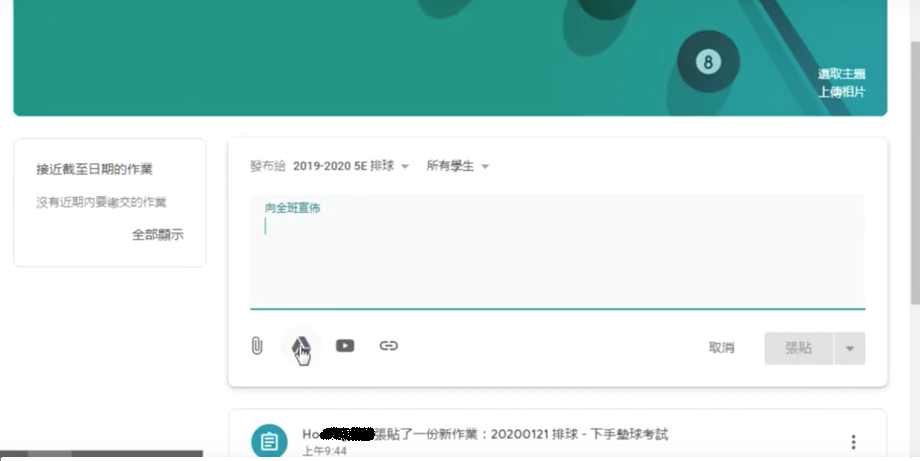 8
選取主題
上傳相片
接近截至日期的作業
沒有近期內要繳交的作業
全部顯示
發布給 2019-2020 5E 排球 所有學生
向全班宣佈
取消 張貼
張貼了一份新作業：20200121 排球 - 下手墊球考試
上午9:44